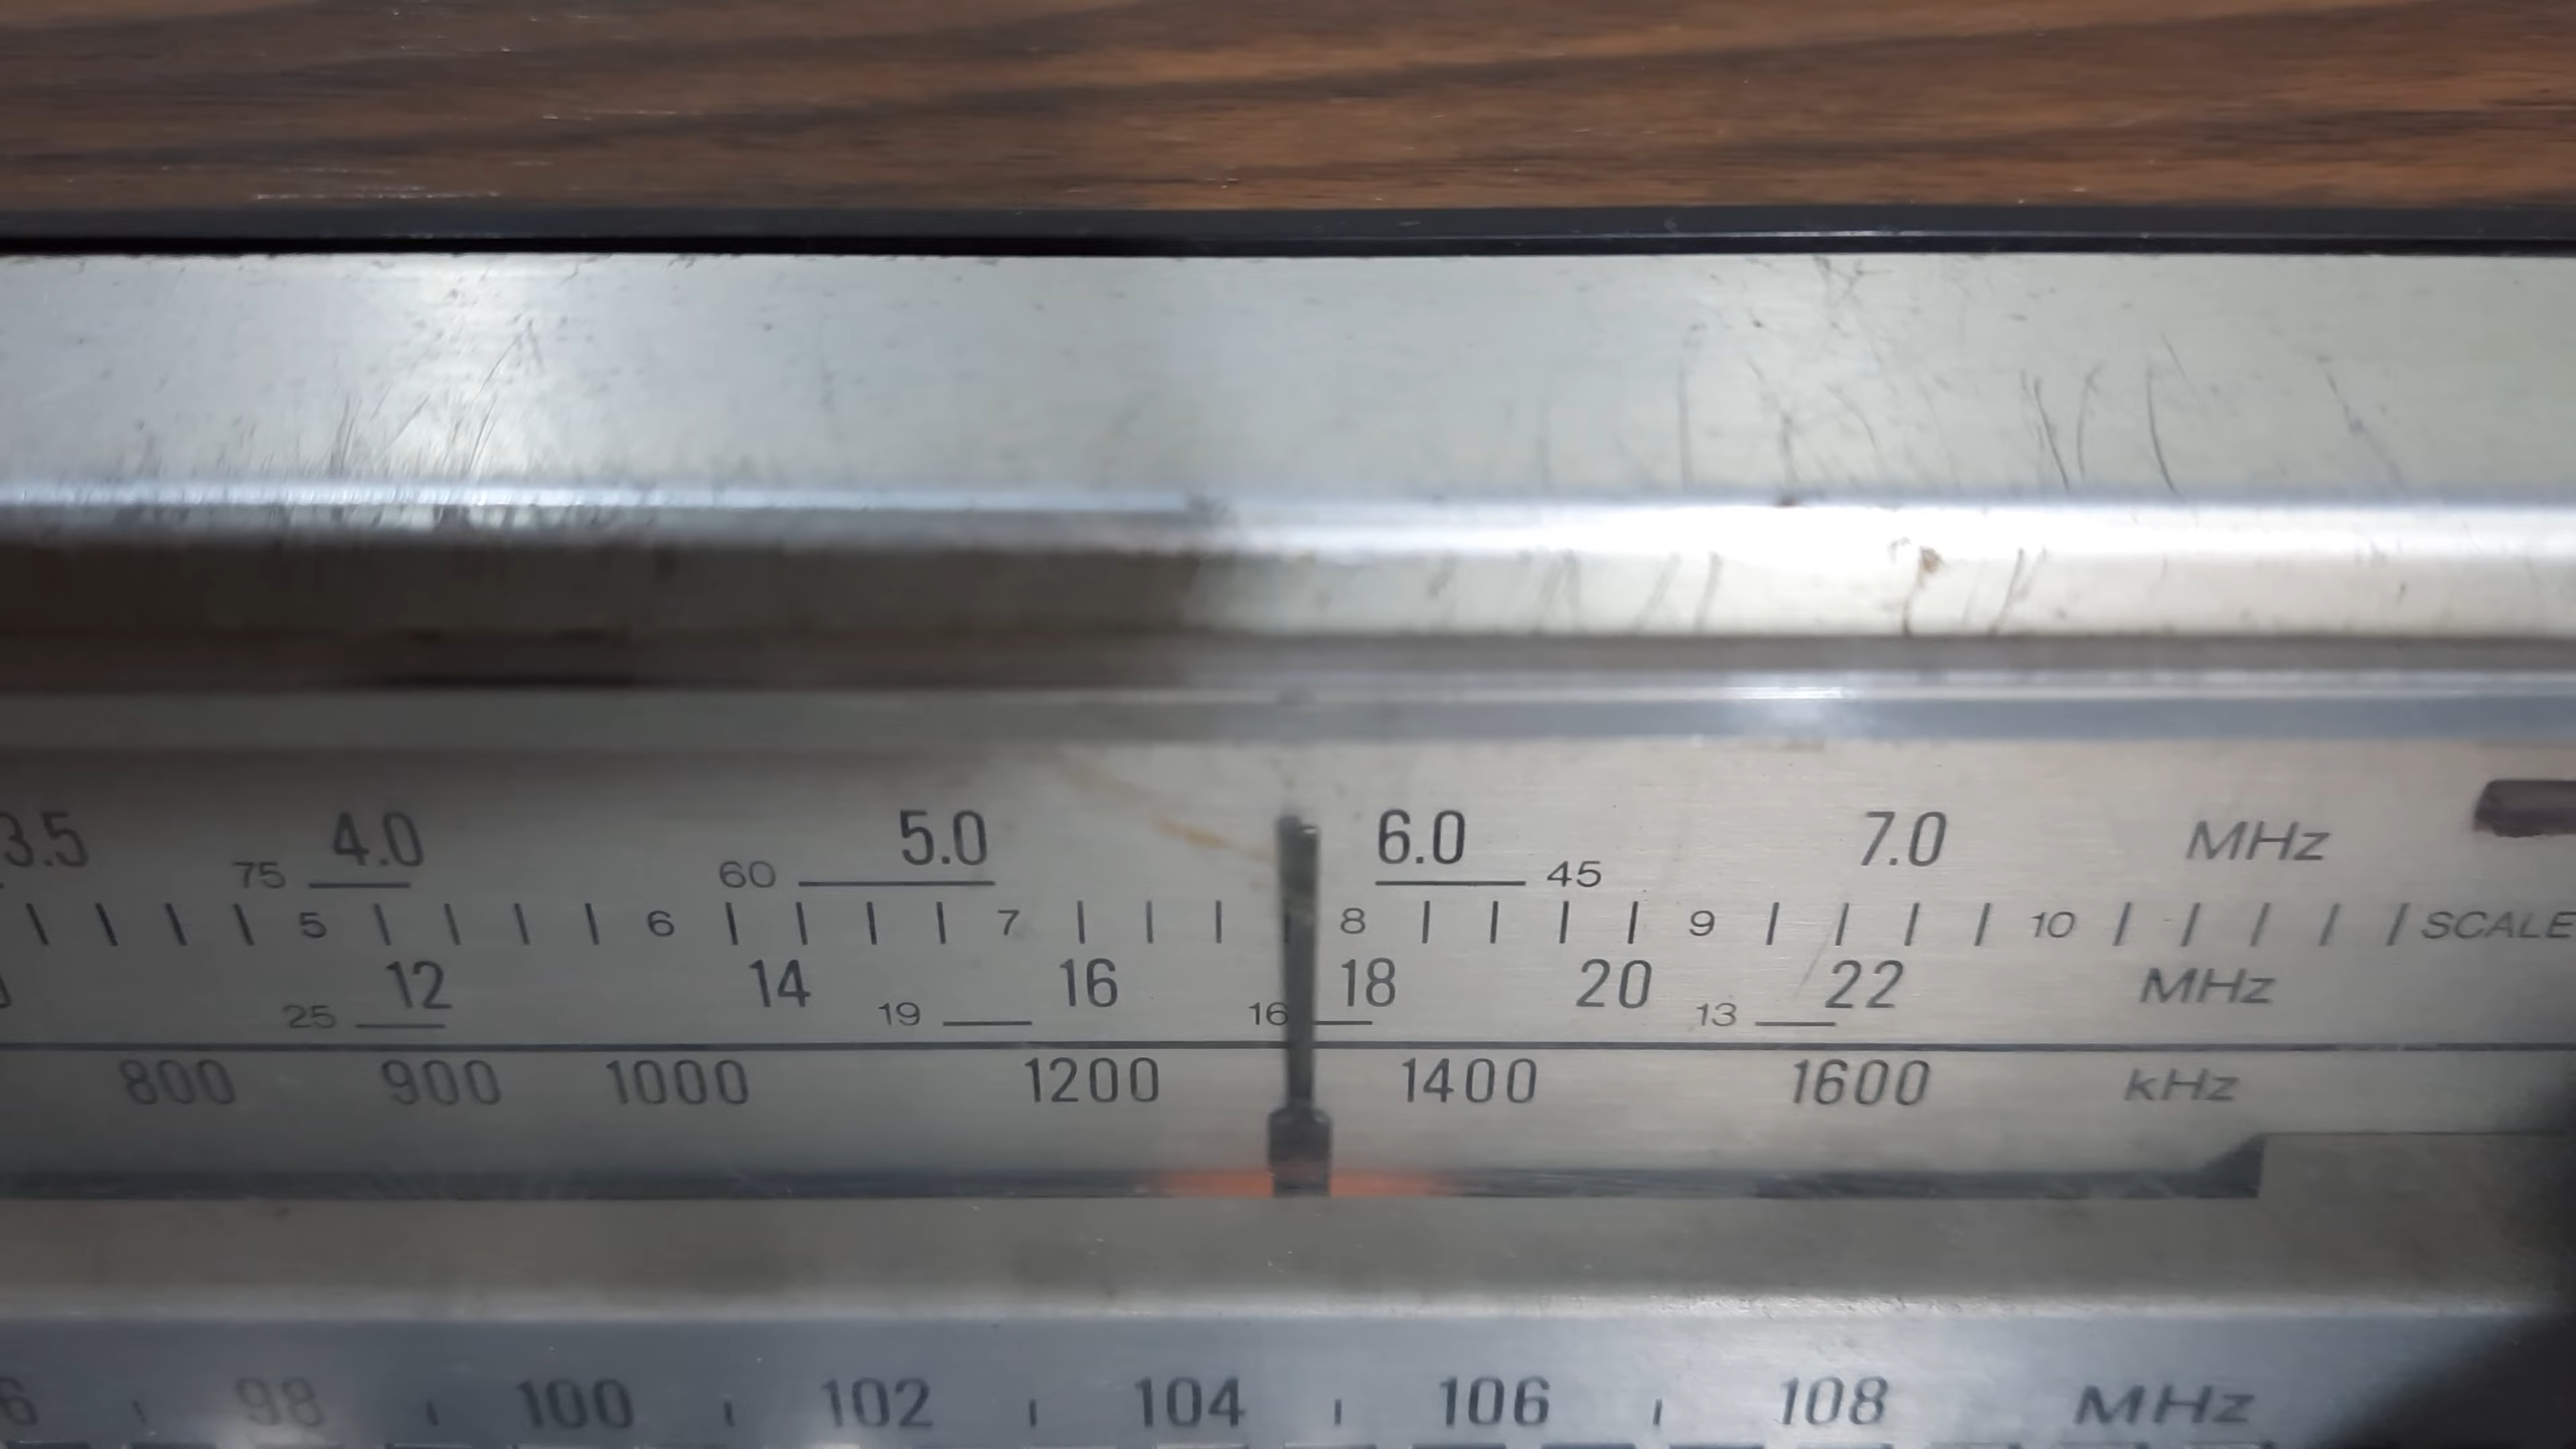 3.5 4.0 5.0 6.0 7.0 MHz
75 60 45
5 6 7 8 9 10 SCALE
12 14 16 18 20 22 MHz
25 19 16 13
800 900 1000 1200 1400 1600 kHz
98 100 102 104 106 108 MHz